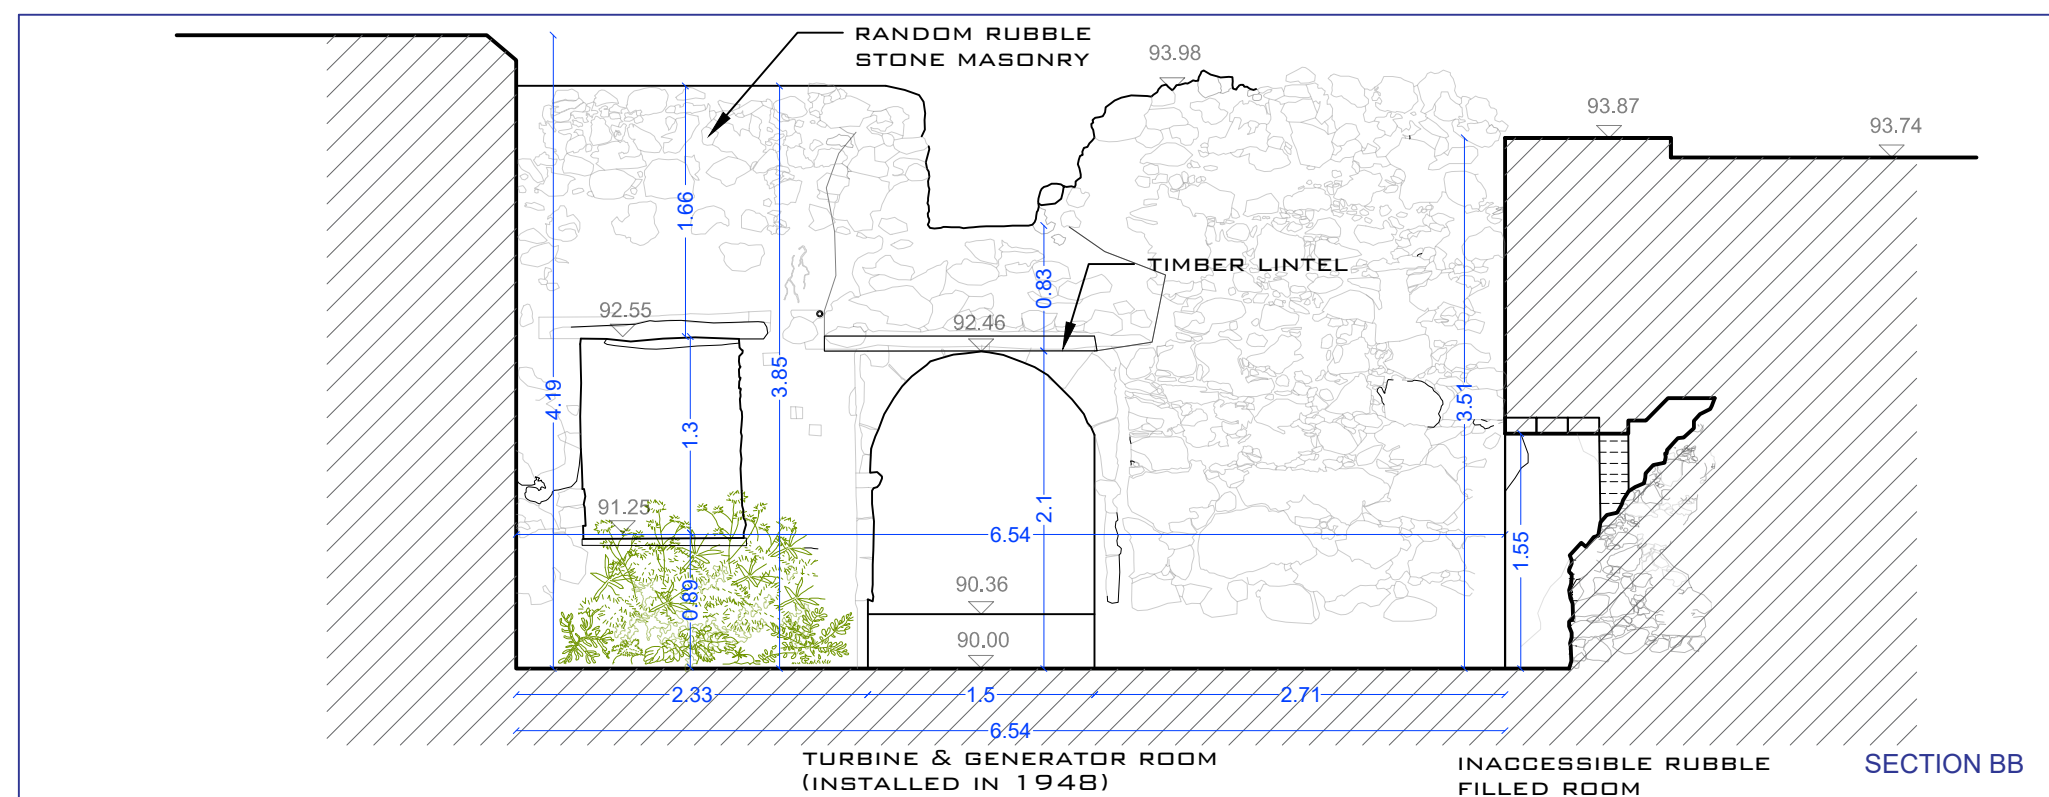 RANDOM RUBBLE
STONE MASONRY
93.98
93.87
93.74
1.66
TIMBER LINTEL
0.83
92.55
92.46
4.19
3.85
3.51
1.3
2.1
91.25
6.54
1.55
0.89
90.36
90.00
2.33
1.5
2.71
6.54
TURBINE & GENERATOR ROOM
(INSTALLED IN 1948)
INACCESSIBLE RUBBLE
FILLED ROOM
SECTION BB